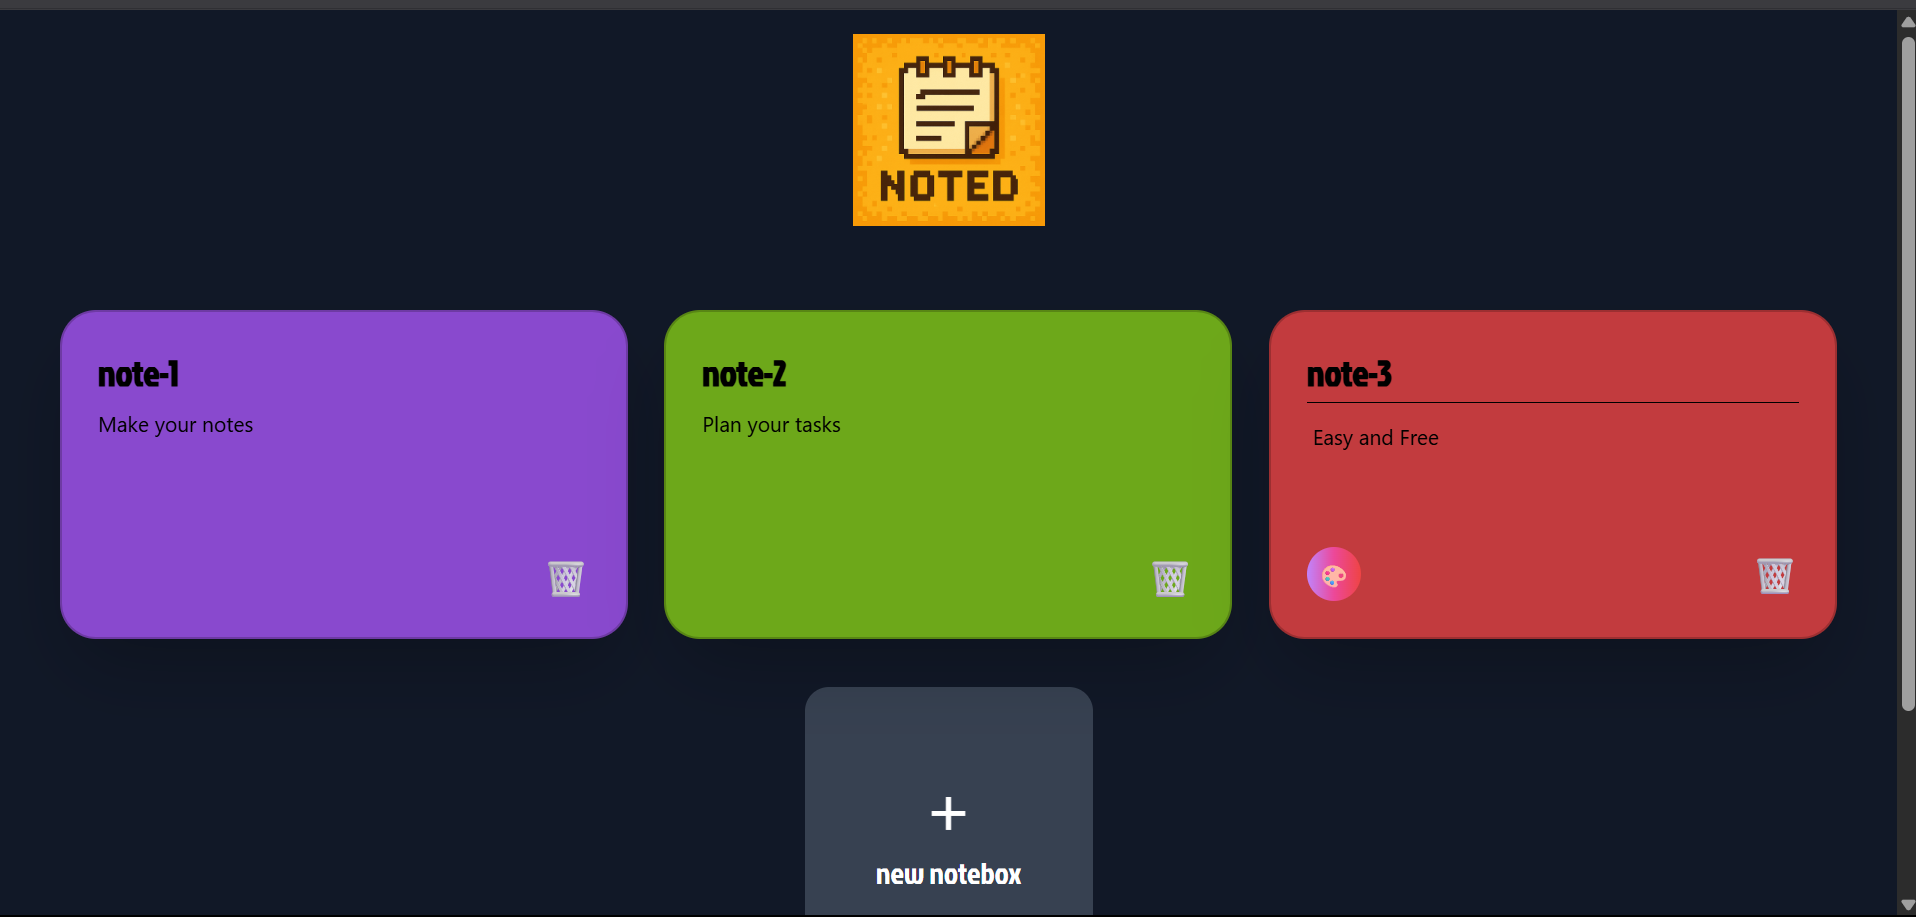 NOTED
note-1
Make your notes
note-2
Plan your tasks
note-3
Easy and Free
+
new notebox